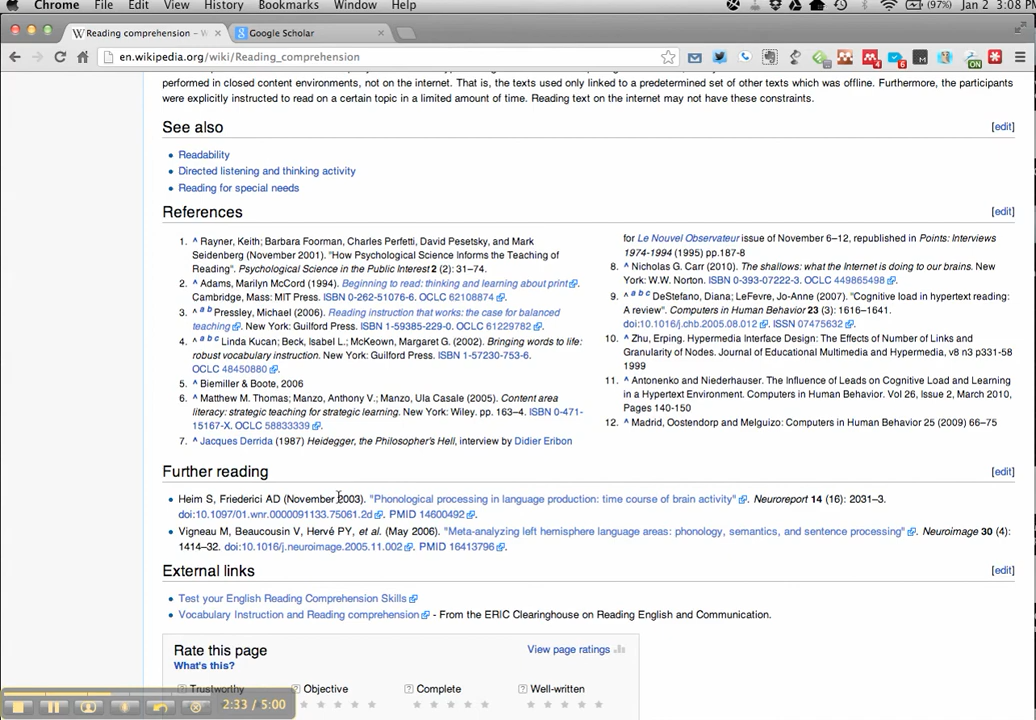 Chrome File Edit View History Bookmarks Window Help (97%) Jan 2 3:08 PM
Reading comprehension – Google Scholar
en.wikipedia.org/wiki/Reading_comprehension
performed in closed content environments, not on the internet. That is, the texts used only linked to a predetermined set of other texts which was offline. Furthermore, the participants
were explicitly instructed to read on a certain topic in a limited amount of time. Reading text on the internet may not have these constraints.
See also [edit]
Readability
Directed listening and thinking activity
Reading for special needs
References [edit]
1. ^ Rayner, Keith; Barbara Foorman, Charles Perfetti, David Pesetsky, and Mark
Seidenberg (November 2001). "How Psychological Science Informs the Teaching of
Reading". Psychological Science in the Public Interest 2 (2): 31–74.
2. ^ Adams, Marilyn McCord (1994). Beginning to read: thinking and learning about print
Cambridge, Mass: MIT Press. ISBN 0-262-51076-6. OCLC 62108874.
3. ^ a b Pressley, Michael (2006). Reading instruction that works: the case for balanced
teaching. New York: Guilford Press. ISBN 1-59385-229-0. OCLC 61229782.
4. ^ a b c Linda Kucan; Beck, Isabel L.; McKeown, Margaret G. (2002). Bringing words to life:
robust vocabulary instruction. New York: Guilford Press. ISBN 1-57230-753-6.
OCLC 48450880.
5. ^ Biemiller & Boote, 2006
6. ^ Matthew M. Thomas; Manzo, Anthony V.; Manzo, Ula Casale (2005). Content area
literacy: strategic teaching for strategic learning. New York: Wiley. pp. 163–4. ISBN 0-471-
15167-X. OCLC 58833339.
7. ^ Jacques Derrida (1987) Heidegger, the Philosopher's Hell, interview by Didier Eribon
for Le Nouvel Observateur issue of November 6–12, republished in Points: Interviews
1974-1994 (1995) pp.187-8
8. ^ Nicholas G. Carr (2010). The shallows: what the Internet is doing to our brains. New
York: W.W. Norton. ISBN 0-393-07222-3. OCLC 449865498.
9. ^ a b c DeStefano, Diana; LeFevre, Jo-Anne (2007). "Cognitive load in hypertext reading:
A review". Computers in Human Behavior 23 (3): 1616–1641.
doi:10.1016/j.chb.2005.08.012. ISSN 07475632.
10. ^ Zhu, Erping. Hypermedia Interface Design: The Effects of Number of Links and
Granularity of Nodes. Journal of Educational Multimedia and Hypermedia, v8 n3 p331-58
1999
11. ^ Antonenko and Niederhauser. The Influence of Leads on Cognitive Load and Learning
in a Hypertext Environment. Computers in Human Behavior. Vol 26, Issue 2, March 2010,
Pages 140-150
12. ^ Madrid, Oostendorp and Melguizo: Computers in Human Behavior 25 (2009) 66–75
Further reading [edit]
Heim S, Friederici AD (November 2003). "Phonological processing in language production: time course of brain activity". Neuroreport 14 (16): 2031–3.
doi:10.1097/01.wnr.0000091133.75061.2d. PMID 14600492.
Vigneau M, Beaucousin V, Hervé PY, et al. (May 2006). "Meta-analyzing left hemisphere language areas: phonology, semantics, and sentence processing". Neuroimage 30 (4):
1414–32. doi:10.1016/j.neuroimage.2005.11.002. PMID 16413796.
External links [edit]
Test your English Reading Comprehension Skills
Vocabulary Instruction and Reading comprehension - From the ERIC Clearinghouse on Reading English and Communication.
Rate this page View page ratings
What's this?
Trustworthy Objective Complete Well-written
2:33 / 5:00